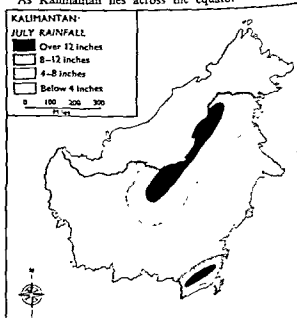 As Kalimantan lies across the equator
KALIMANTAN·
JULY RAINFALL
Over 12 inches
8–12 inches
4–8 inches
Below 4 inches
0 100 200 300